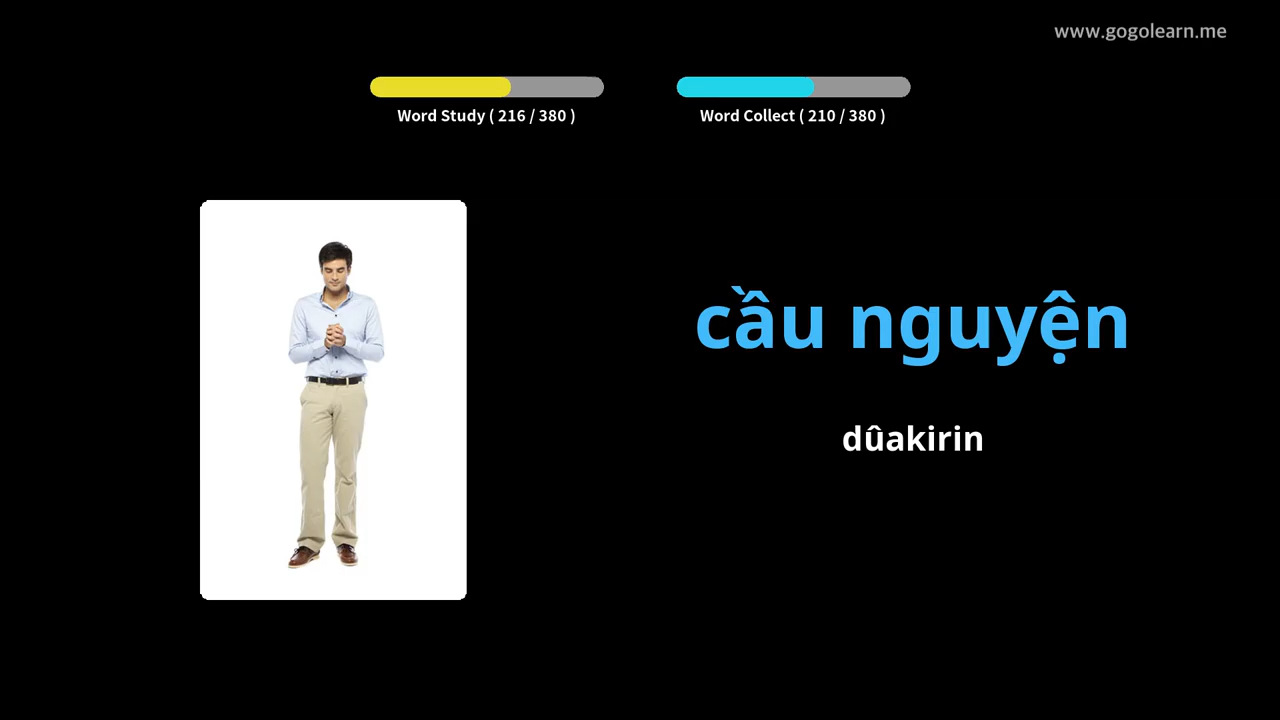 www.gogolearn.me
Word Study ( 216 / 380 )
Word Collect ( 210 / 380 )
cầu nguyện
dûakirin